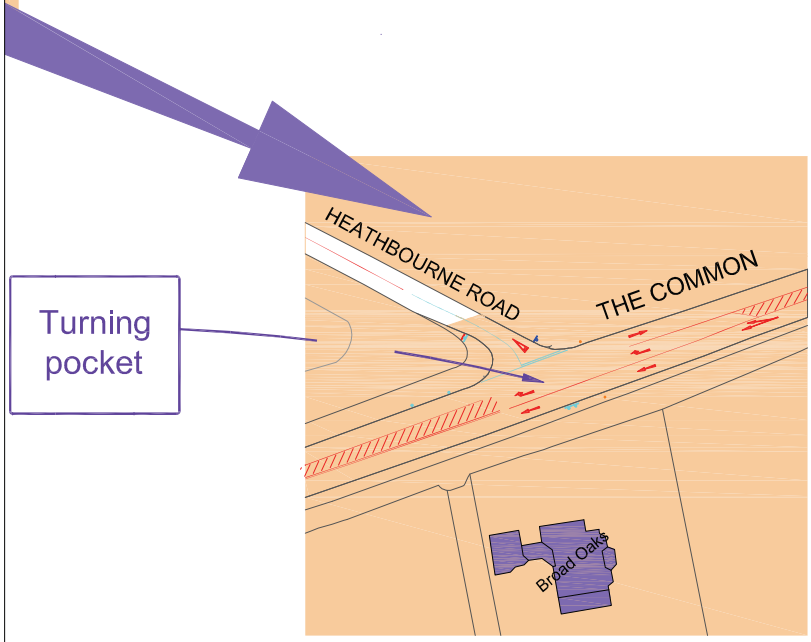 HEATHBOURNE ROAD
THE COMMON
Turning
pocket
Broad Oaks